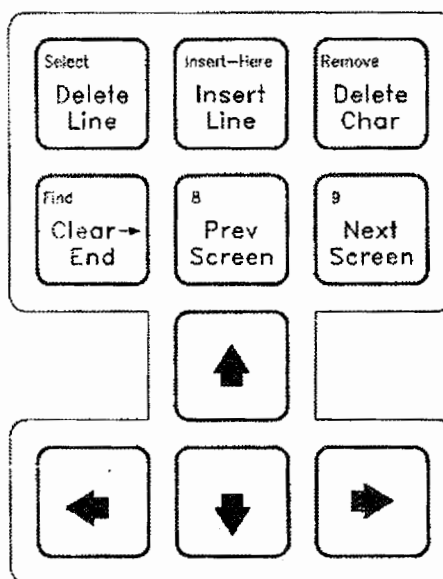 Select Insert-Here Remove
Delete Insert Delete
Line Line Char
Find 8 9
Clear→ Prev Next
End Screen Screen